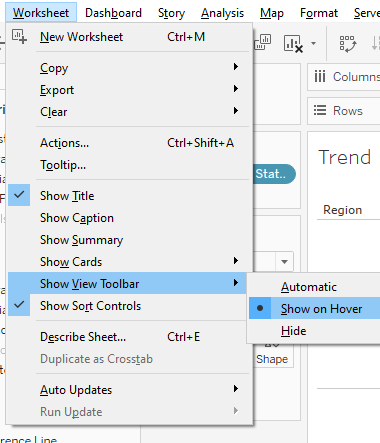 Worksheet Dashboard Story Analysis Map Format Serve
New Worksheet Ctrl+M
Copy
Export
Clear
Actions... Ctrl+Shift+A
Tooltip...
Show Title
Show Caption
Show Summary
Show Cards
Show View Toolbar
Show Sort Controls
Describe Sheet... Ctrl+E
Duplicate as Crosstab
Auto Updates
Run Update
Automatic
Show on Hover
Hide
Columns
Rows
Stat..
Trend
Region
Shape
erence Line